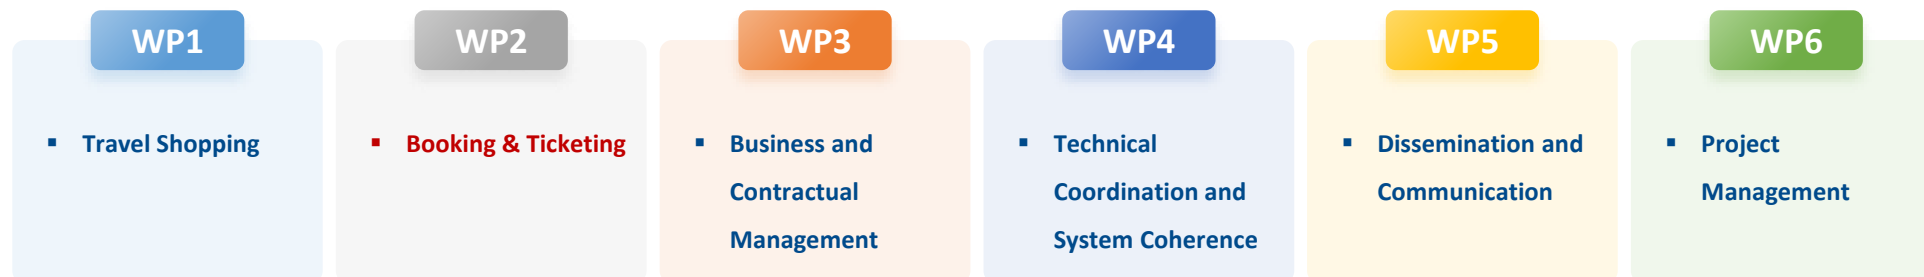 WP1
▪ Travel Shopping
WP2
▪ Booking & Ticketing
WP3
▪ Business and
Contractual
Management
WP4
▪ Technical
Coordination and
System Coherence
WP5
▪ Dissemination and
Communication
WP6
▪ Project
Management